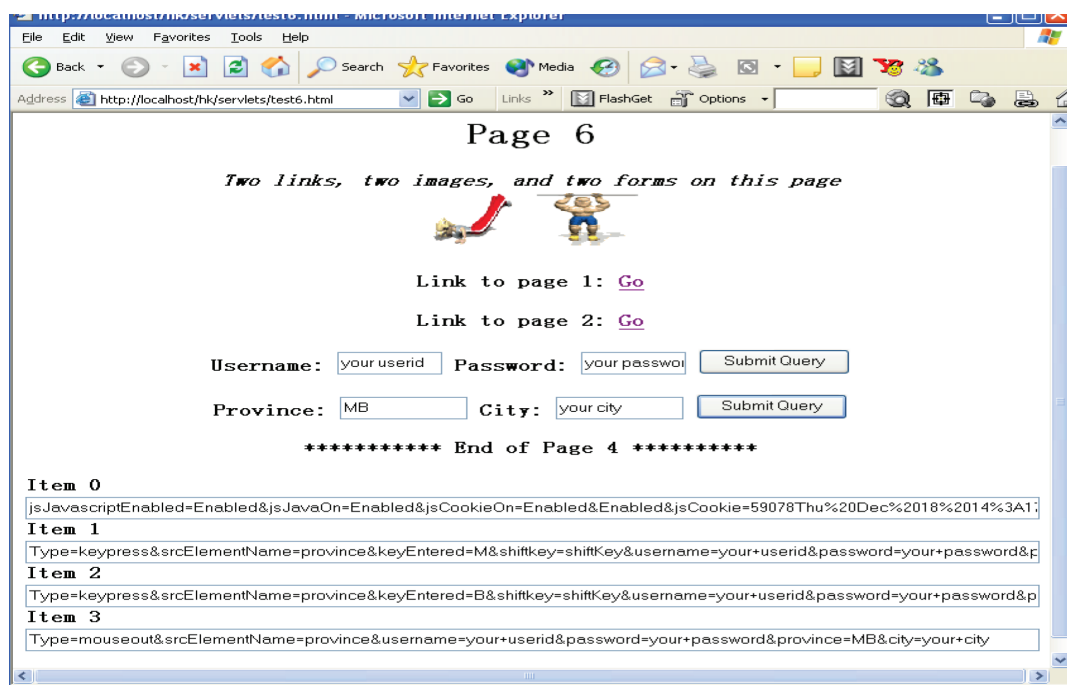 http://localhost/hk/servlets/test6.html - Microsoft Internet Explorer
File Edit View Favorites Tools Help
Back Search Favorites Media
Address http://localhost/hk/servlets/test6.html Go Links » FlashGet Options
Page 6
Two links, two images, and two forms on this page
Link to page 1: Go
Link to page 2: Go
Username: your userid Password: your passwor Submit Query
Province: MB City: your city Submit Query
*********** End of Page 4 **********
Item 0
jsJavascriptEnabled=Enabled&jsJavaOn=Enabled&jsCookieOn=Enabled&Enabled&jsCookie=59078Thu%20Dec%2018%2014%3A17
Item 1
Type=keypress&srcElementName=province&keyEntered=M&shiftkey=shiftKey&username=your+userid&password=your+password&p
Item 2
Type=keypress&srcElementName=province&keyEntered=B&shiftkey=shiftKey&username=your+userid&password=your+password&p
Item 3
Type=mouseout&srcElementName=province&username=your+userid&password=your+password&province=MB&city=your+city